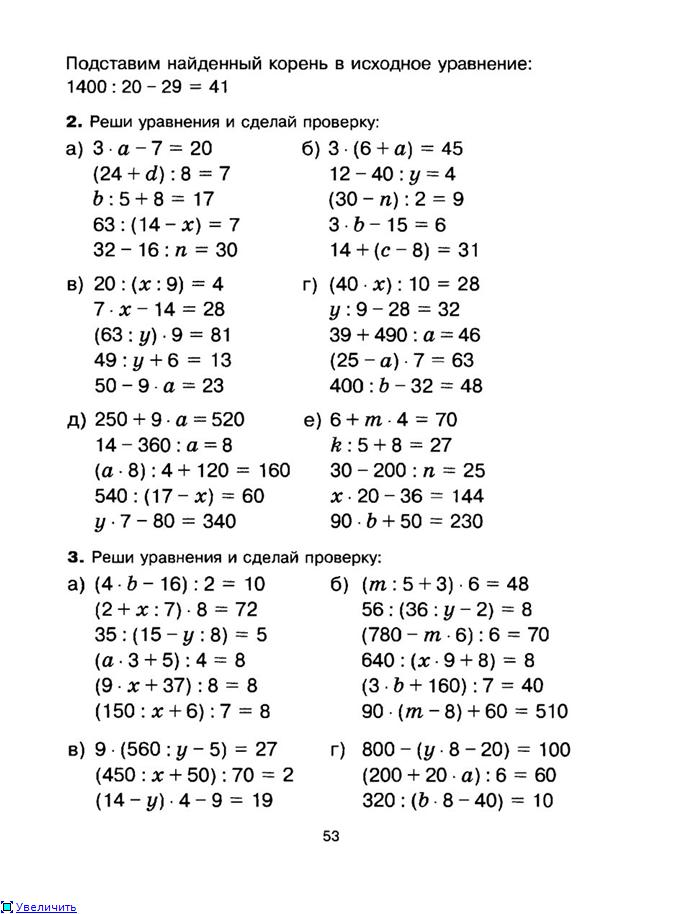 Подставим найденный корень в исходное уравнение:
1400 : 20 – 29 = 41
2. Реши уравнения и сделай проверку:
а) 3 · a – 7 = 20 б) 3 · (6 + a) = 45
(24 + d) : 8 = 7 12 – 40 : y = 4
b : 5 + 8 = 17 (30 – n) : 2 = 9
63 : (14 – x) = 7 3 · b – 15 = 6
32 – 16 : n = 30 14 + (c – 8) = 31
в) 20 : (x : 9) = 4 г) (40 · x) : 10 = 28
7 · x – 14 = 28 y : 9 – 28 = 32
(63 : y) · 9 = 81 39 + 490 : a = 46
49 : y + 6 = 13 (25 – a) · 7 = 63
50 – 9 · a = 23 400 : b – 32 = 48
д) 250 + 9 · a = 520 е) 6 + m · 4 = 70
14 – 360 : a = 8 k : 5 + 8 = 27
(a · 8) : 4 + 120 = 160 30 – 200 : n = 25
540 : (17 – x) = 60 x · 20 – 36 = 144
y · 7 – 80 = 340 90 · b + 50 = 230
3. Реши уравнения и сделай проверку:
а) (4 · b – 16) : 2 = 10 б) (m : 5 + 3) · 6 = 48
(2 + x : 7) · 8 = 72 56 : (36 : y – 2) = 8
35 : (15 – y : 8) = 5 (780 – m · 6) : 6 = 70
(a · 3 + 5) : 4 = 8 640 : (x · 9 + 8) = 8
(9 · x + 37) : 8 = 8 (3 · b + 160) : 7 = 40
(150 : x + 6) : 7 = 8 90 · (m – 8) + 60 = 510
в) 9 · (560 : y – 5) = 27 г) 800 – (y · 8 – 20) = 100
(450 : x + 50) : 70 = 2 (200 + 20 · a) : 6 = 60
(14 – y) · 4 – 9 = 19 320 : (b · 8 – 40) = 10
53
Увеличить